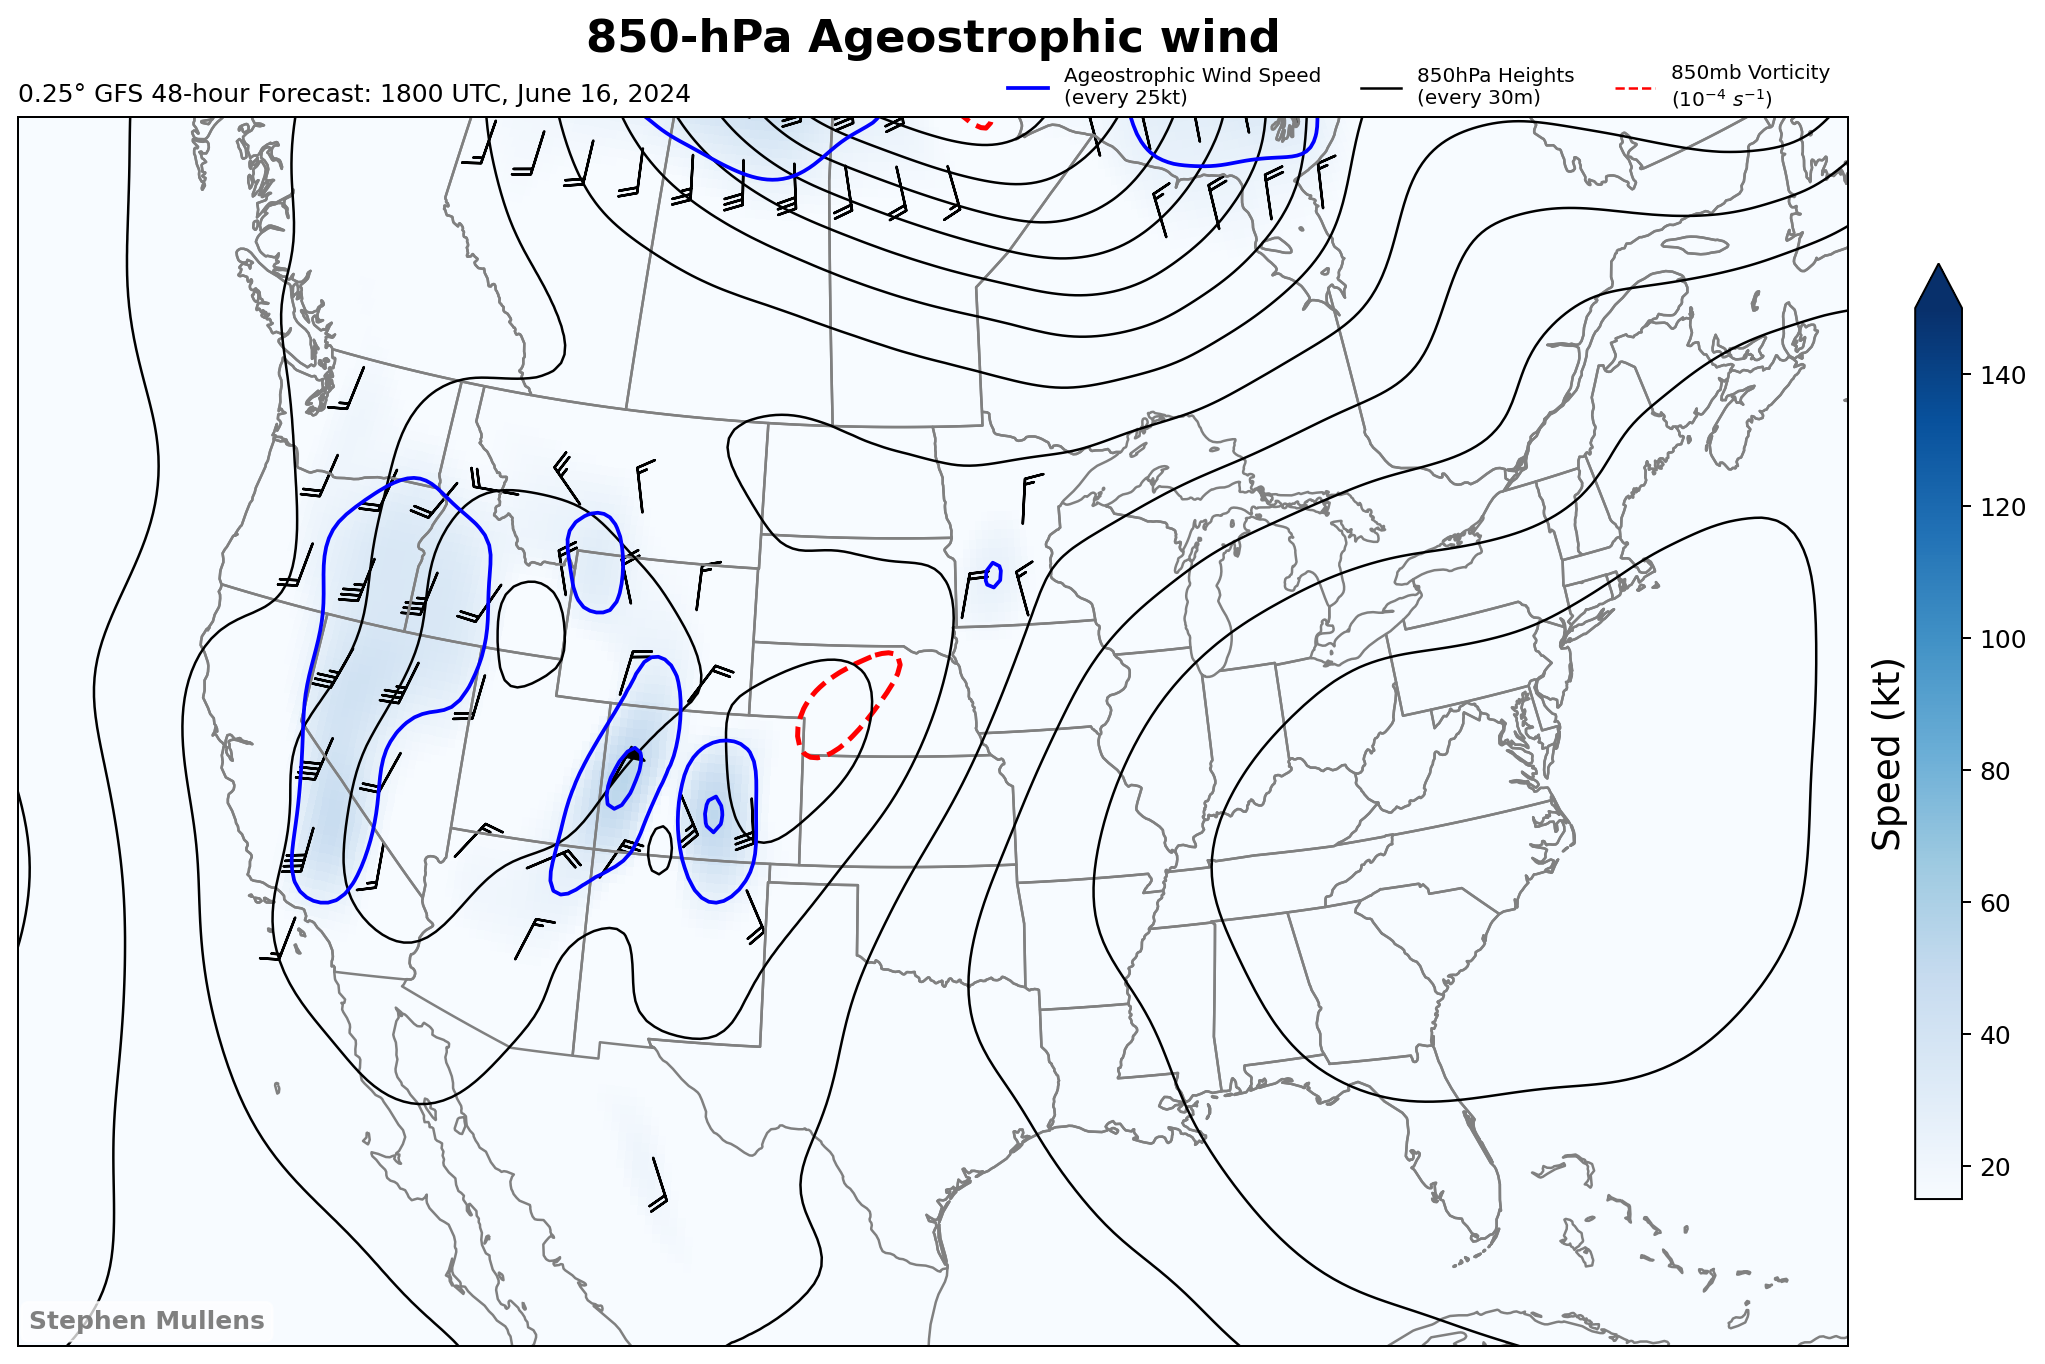 850-hPa Ageostrophic wind
0.25° GFS 48-hour Forecast: 1800 UTC, June 16, 2024
Ageostrophic Wind Speed
(every 25kt)
850hPa Heights
(every 30m)
850mb Vorticity
(10⁻⁴ s⁻¹)
140
120
100
80
60
40
20
Speed (kt)
Stephen Mullens